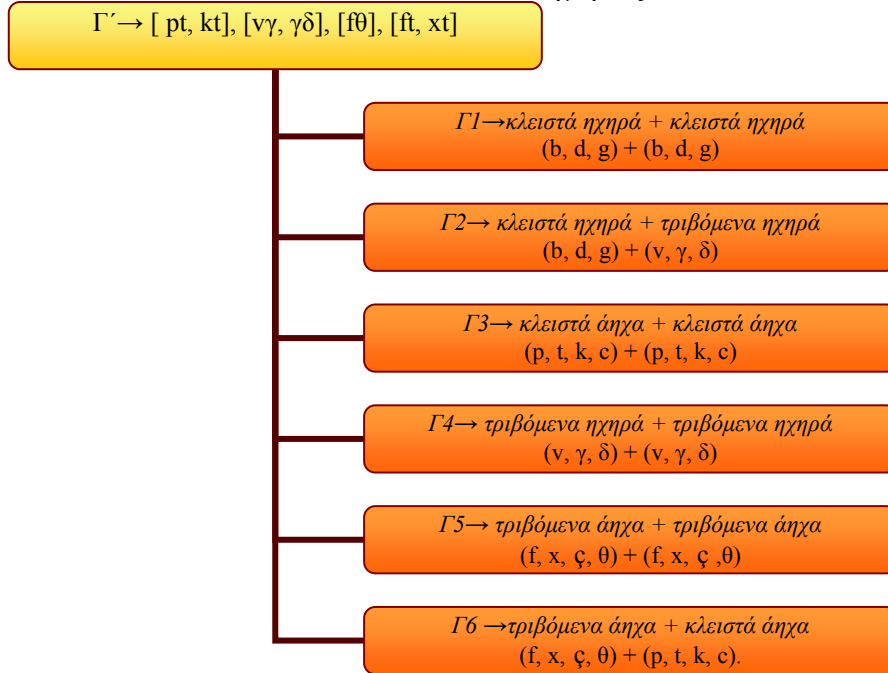 Γ΄→ [ pt, kt], [vγ, γδ], [fθ], [ft, xt]
Γ1→κλειστά ηχηρά + κλειστά ηχηρά
(b, d, g) + (b, d, g)
Γ2→ κλειστά ηχηρά + τριβόμενα ηχηρά
(b, d, g) + (v, γ, δ)
Γ3→ κλειστά άηχα + κλειστά άηχα
(p, t, k, c) + (p, t, k, c)
Γ4→ τριβόμενα ηχηρά + τριβόμενα ηχηρά
(v, γ, δ) + (v, γ, δ)
Γ5→ τριβόμενα άηχα + τριβόμενα άηχα
(f, x, ç, θ) + (f, x, ç ,θ)
Γ6 →τριβόμενα άηχα + κλειστά άηχα
(f, x, ç, θ) + (p, t, k, c).